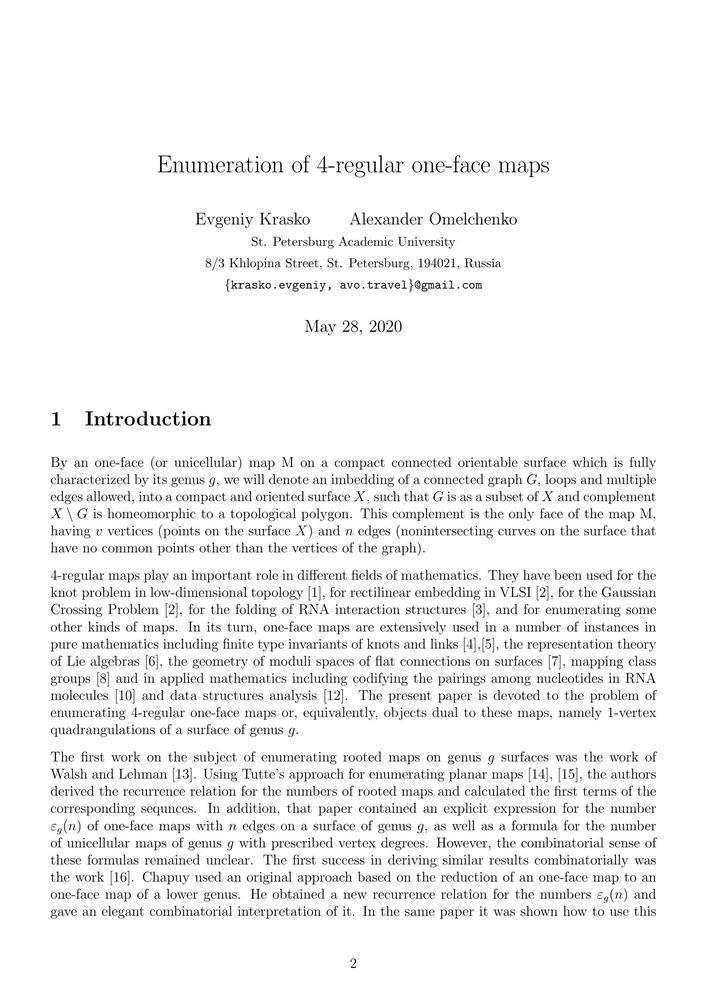 Enumeration of 4-regular one-face maps
Evgeniy Krasko Alexander Omelchenko
St. Petersburg Academic University
8/3 Khlopina Street, St. Petersburg, 194021, Russia
{krasko.evgeniy, avo.travel}@gmail.com
May 28, 2020
1 Introduction
By an one-face (or unicellular) map M on a compact connected orientable surface which is fully
characterized by its genus g, we will denote an imbedding of a connected graph G, loops and multiple
edges allowed, into a compact and oriented surface X, such that G is as a subset of X and complement
X \ G is homeomorphic to a topological polygon. This complement is the only face of the map M,
having v vertices (points on the surface X) and n edges (nonintersecting curves on the surface that
have no common points other than the vertices of the graph).
4-regular maps play an important role in different fields of mathematics. They have been used for the
knot problem in low-dimensional topology [1], for rectilinear embedding in VLSI [2], for the Gaussian
Crossing Problem [2], for the folding of RNA interaction structures [3], and for enumerating some
other kinds of maps. In its turn, one-face maps are extensively used in a number of instances in
pure mathematics including finite type invariants of knots and links [4],[5], the representation theory
of Lie algebras [6], the geometry of moduli spaces of flat connections on surfaces [7], mapping class
groups [8] and in applied mathematics including codifying the pairings among nucleotides in RNA
molecules [10] and data structures analysis [12]. The present paper is devoted to the problem of
enumerating 4-regular one-face maps or, equivalently, objects dual to these maps, namely 1-vertex
quadrangulations of a surface of genus g.
The first work on the subject of enumerating rooted maps on genus g surfaces was the work of
Walsh and Lehman [13]. Using Tutte's approach for enumerating planar maps [14], [15], the authors
derived the recurrence relation for the numbers of rooted maps and calculated the first terms of the
corresponding sequnces. In addition, that paper contained an explicit expression for the number
ε_g(n) of one-face maps with n edges on a surface of genus g, as well as a formula for the number
of unicellular maps of genus g with prescribed vertex degrees. However, the combinatorial sense of
these formulas remained unclear. The first success in deriving similar results combinatorially was
the work [16]. Chapuy used an original approach based on the reduction of an one-face map to an
one-face map of a lower genus. He obtained a new recurrence relation for the numbers ε_g(n) and
gave an elegant combinatorial interpretation of it. In the same paper it was shown how to use this
2